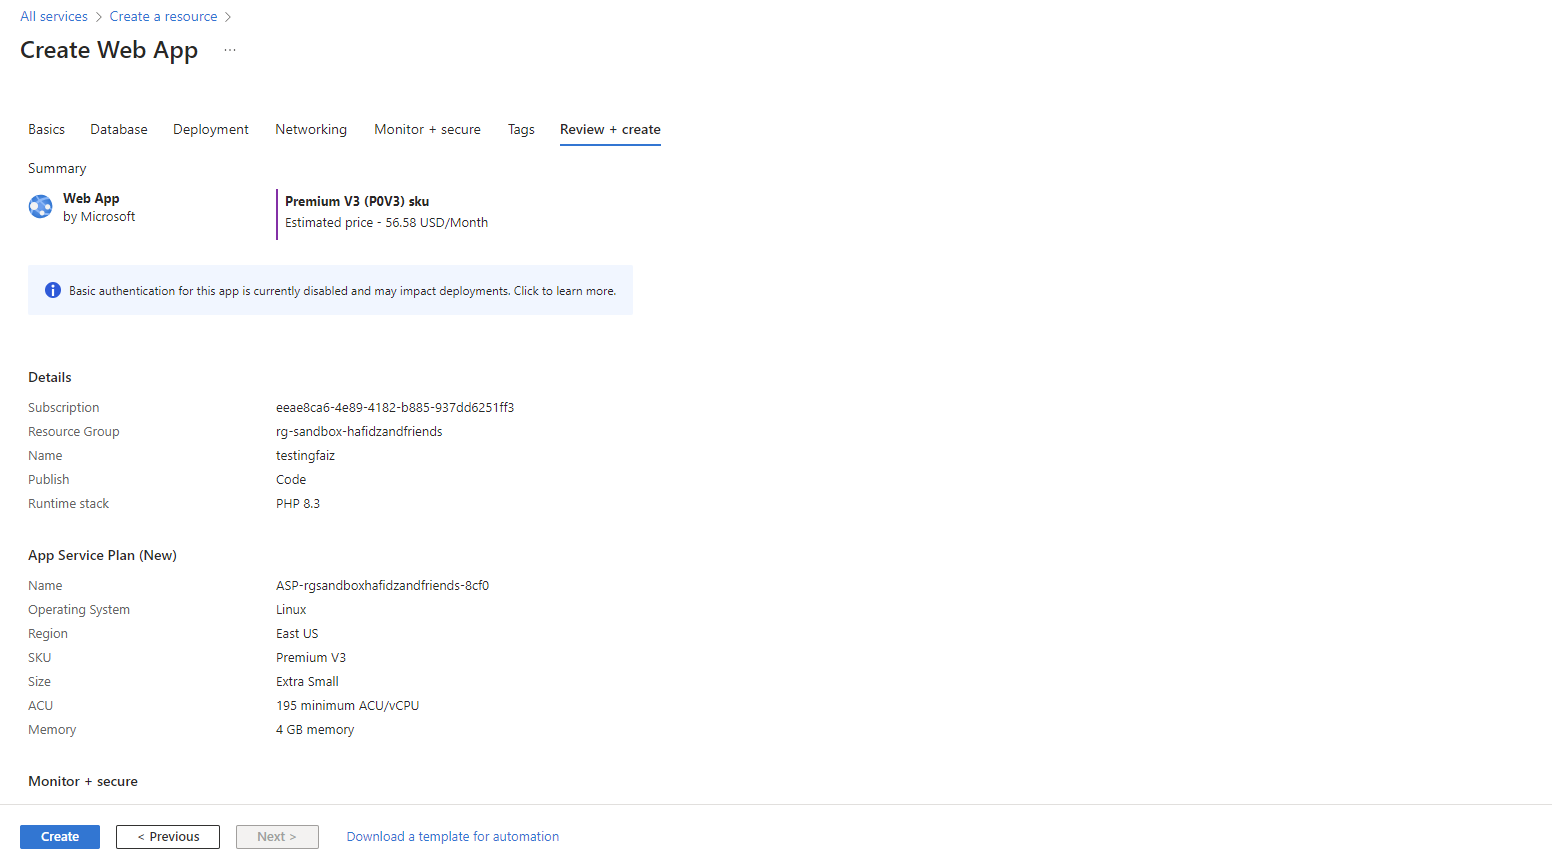 All services > Create a resource >
Create Web App ...
Basics Database Deployment Networking Monitor + secure Tags Review + create
Summary
Web App
by Microsoft
Premium V3 (P0V3) sku
Estimated price - 56.58 USD/Month
Basic authentication for this app is currently disabled and may impact deployments. Click to learn more.
Details
Subscription eeae8ca6-4e89-4182-b885-937dd6251ff3
Resource Group rg-sandbox-hafidzandfriends
Name testingfaiz
Publish Code
Runtime stack PHP 8.3
App Service Plan (New)
Name ASP-rgsandboxhafidzandfriends-8cf0
Operating System Linux
Region East US
SKU Premium V3
Size Extra Small
ACU 195 minimum ACU/vCPU
Memory 4 GB memory
Monitor + secure
Create < Previous Next > Download a template for automation